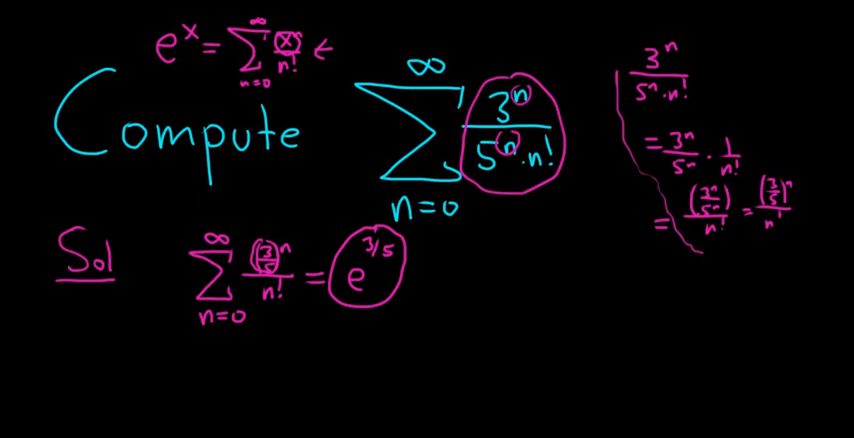 e^x = ∑_{n=0}^{∞} (x)^n/n! ←
Compute ∑_{n=0}^{∞} 3^n/(5^n · n!)
3^n/(5^n · n!)
= 3^n/5^n · 1/n!
= (3^n/5^n)/n! = (3/5)^n/n!
Sol ∑_{n=0}^{∞} (3/5)^n/n! = e^{3/5}